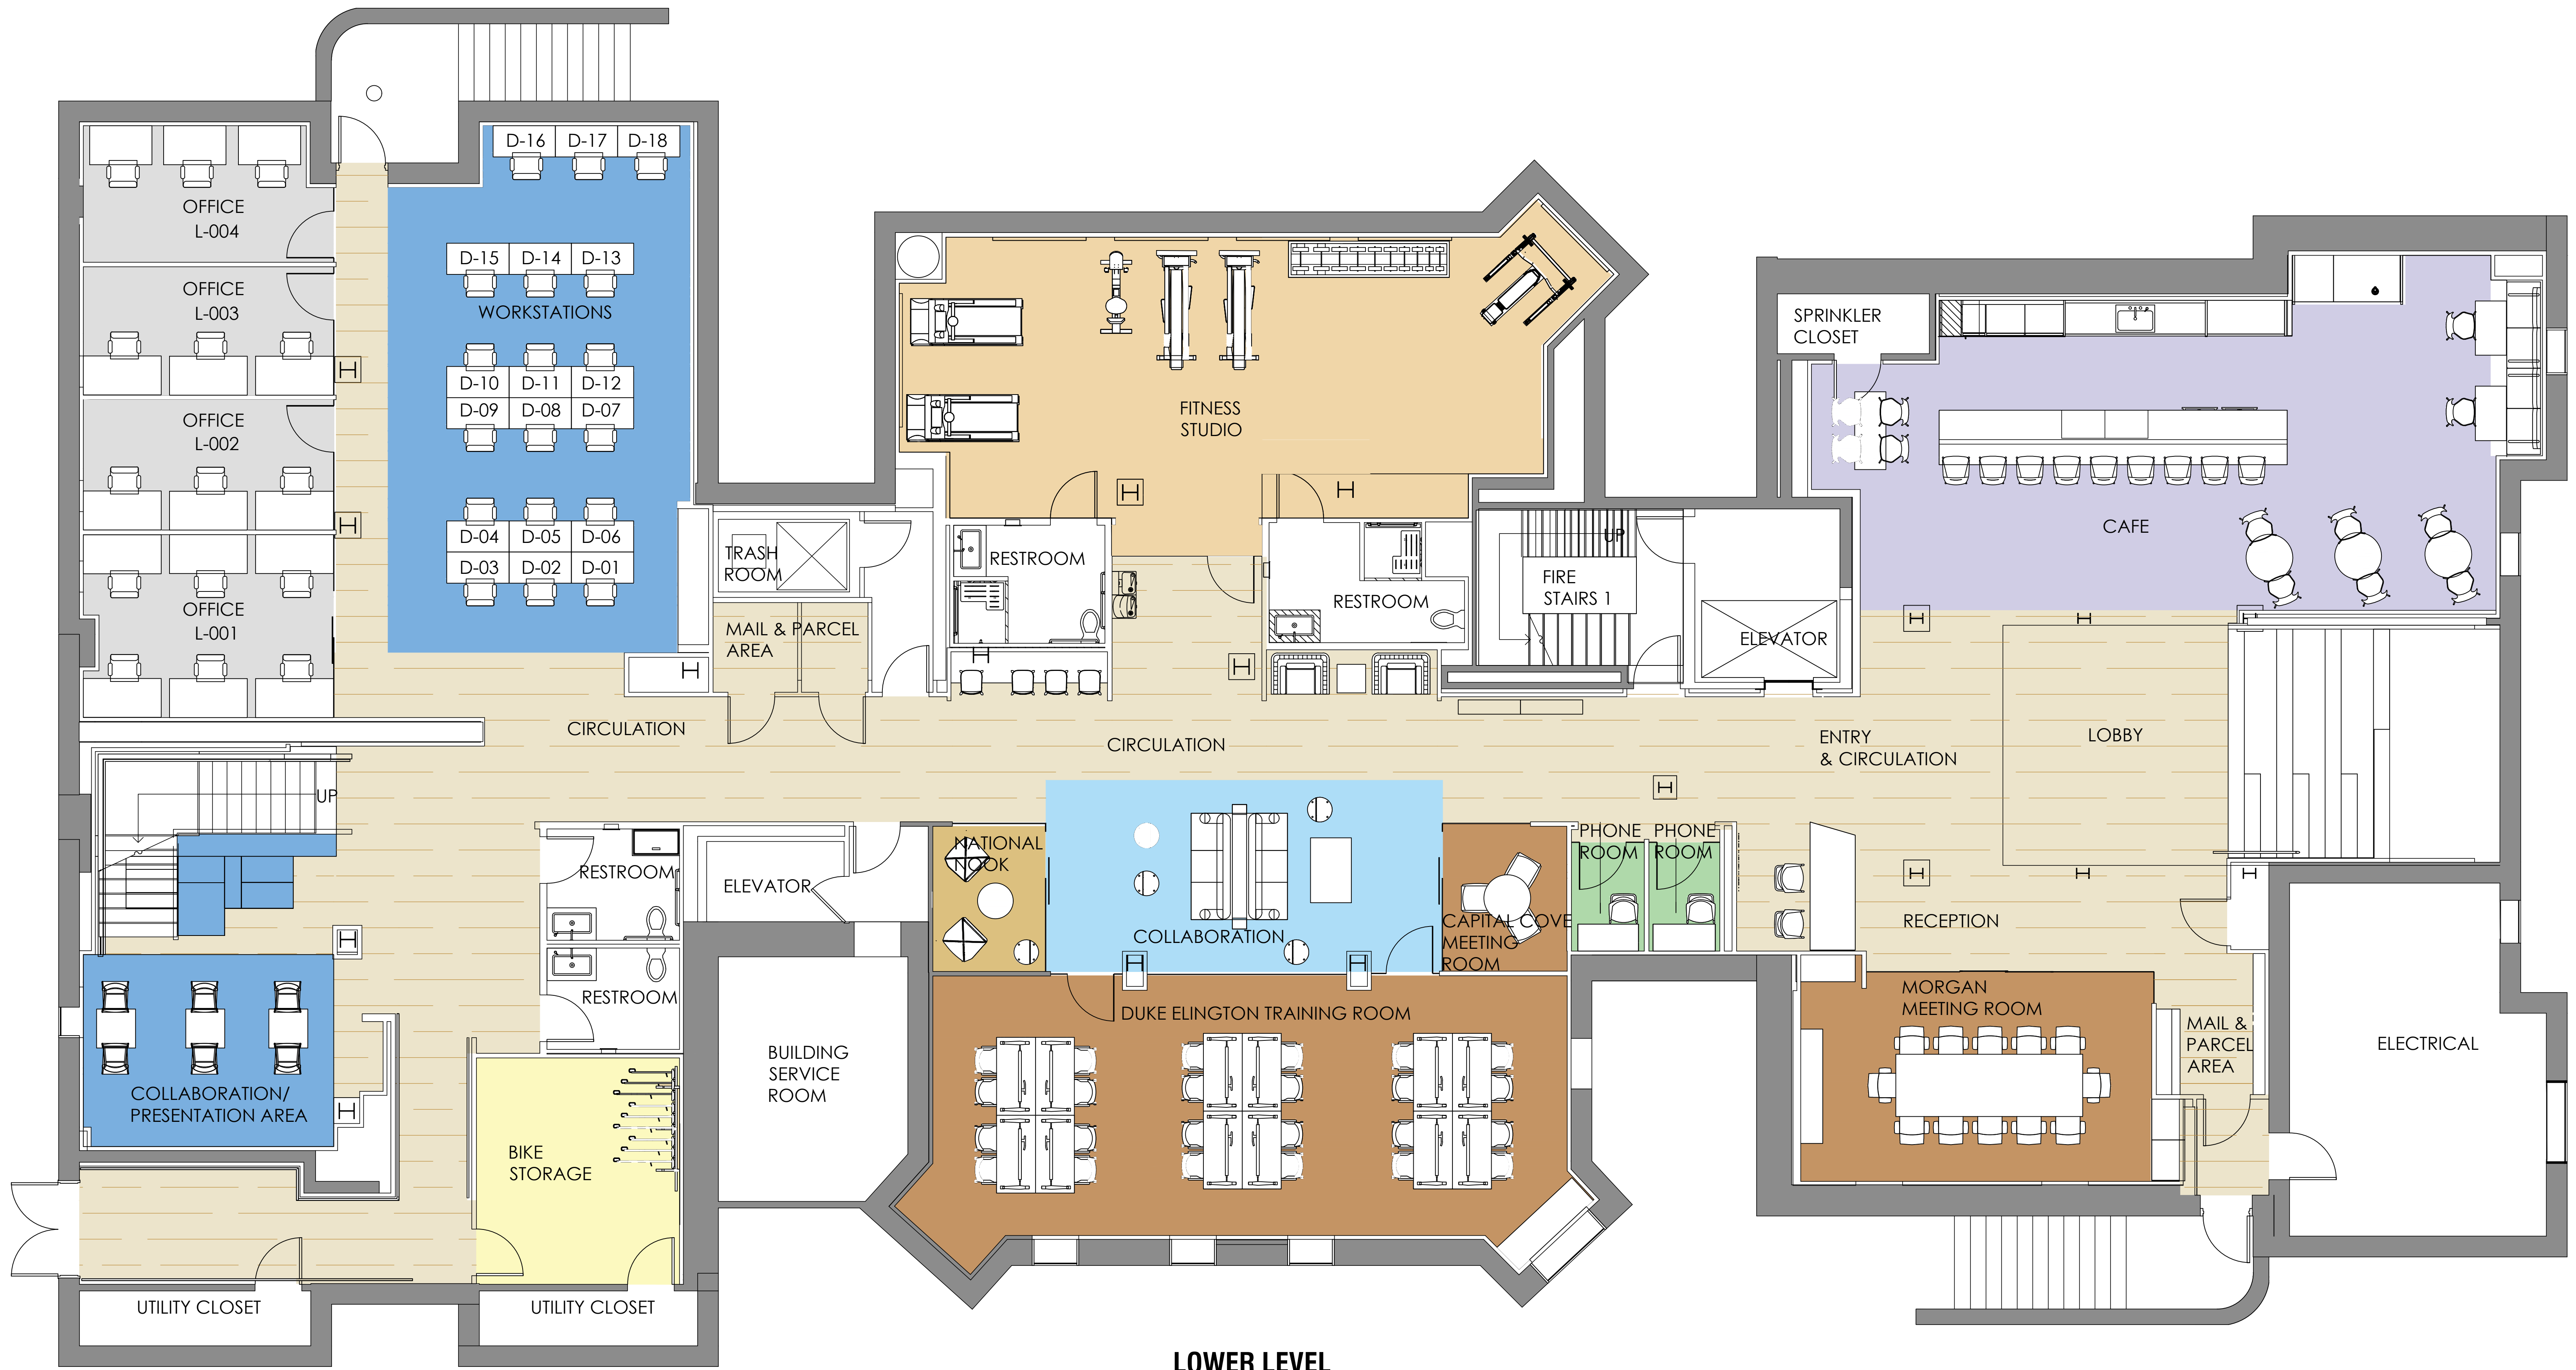 D-16 D-17 D-18
OFFICE
L-004
D-15 D-14 D-13
OFFICE
L-003
WORKSTATIONS
SPRINKLER
CLOSET
D-10 D-11 D-12
D-09 D-08 D-07
OFFICE
L-002
FITNESS
STUDIO
CAFE
D-04 D-05 D-06
D-03 D-02 D-01
UP
TRASH
ROOM
RESTROOM
FIRE
STAIRS 1
RESTROOM
OFFICE
L-001
MAIL & PARCEL
AREA
ELEVATOR
CIRCULATION
CIRCULATION
ENTRY
& CIRCULATION
LOBBY
UP
NATIONAL
NOOK
PHONE
ROOM
PHONE
ROOM
RESTROOM
ELEVATOR
COLLABORATION
CAPITAL COVE
MEETING
ROOM
RECEPTION
RESTROOM
DUKE ELINGTON TRAINING ROOM
MORGAN
MEETING ROOM
MAIL &
PARCEL
AREA
ELECTRICAL
BUILDING
SERVICE
ROOM
COLLABORATION/
PRESENTATION AREA
BIKE
STORAGE
UTILITY CLOSET
UTILITY CLOSET
LOWER LEVEL